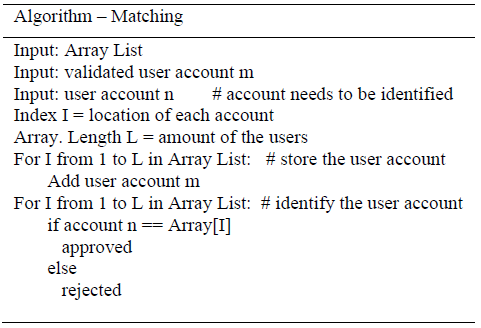 Algorithm – Matching
Input: Array List
Input: validated user account m
Input: user account n # account needs to be identified
Index I = location of each account
Array. Length L = amount of the users
For I from 1 to L in Array List: # store the user account
Add user account m
For I from 1 to L in Array List: # identify the user account
if account n == Array[I]
approved
else
rejected